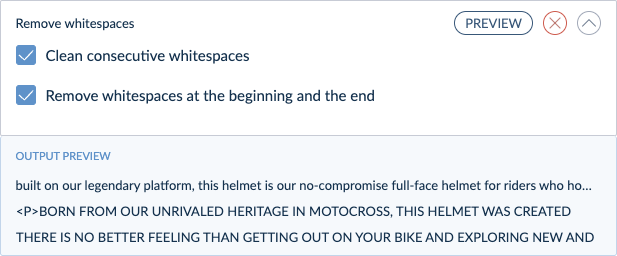 Remove whitespaces
PREVIEW
Clean consecutive whitespaces
Remove whitespaces at the beginning and the end
OUTPUT PREVIEW
built on our legendary platform, this helmet is our no-compromise full-face helmet for riders who ho...
<P>BORN FROM OUR UNRIVALED HERITAGE IN MOTOCROSS, THIS HELMET WAS CREATED
THERE IS NO BETTER FEELING THAN GETTING OUT ON YOUR BIKE AND EXPLORING NEW AND